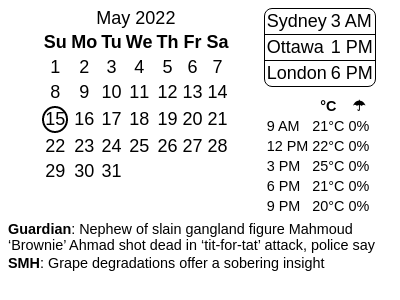 May 2022
Su Mo Tu We Th Fr Sa
1 2 3 4 5 6 7
8 9 10 11 12 13 14
15 16 17 18 19 20 21
22 23 24 25 26 27 28
29 30 31
Sydney 3 AM
Ottawa 1 PM
London 6 PM
°C ☂
9 AM 21°C 0%
12 PM 22°C 0%
3 PM 25°C 0%
6 PM 21°C 0%
9 PM 20°C 0%
Guardian: Nephew of slain gangland figure Mahmoud
‘Brownie’ Ahmad shot dead in ‘tit-for-tat’ attack, police say
SMH: Grape degradations offer a sobering insight